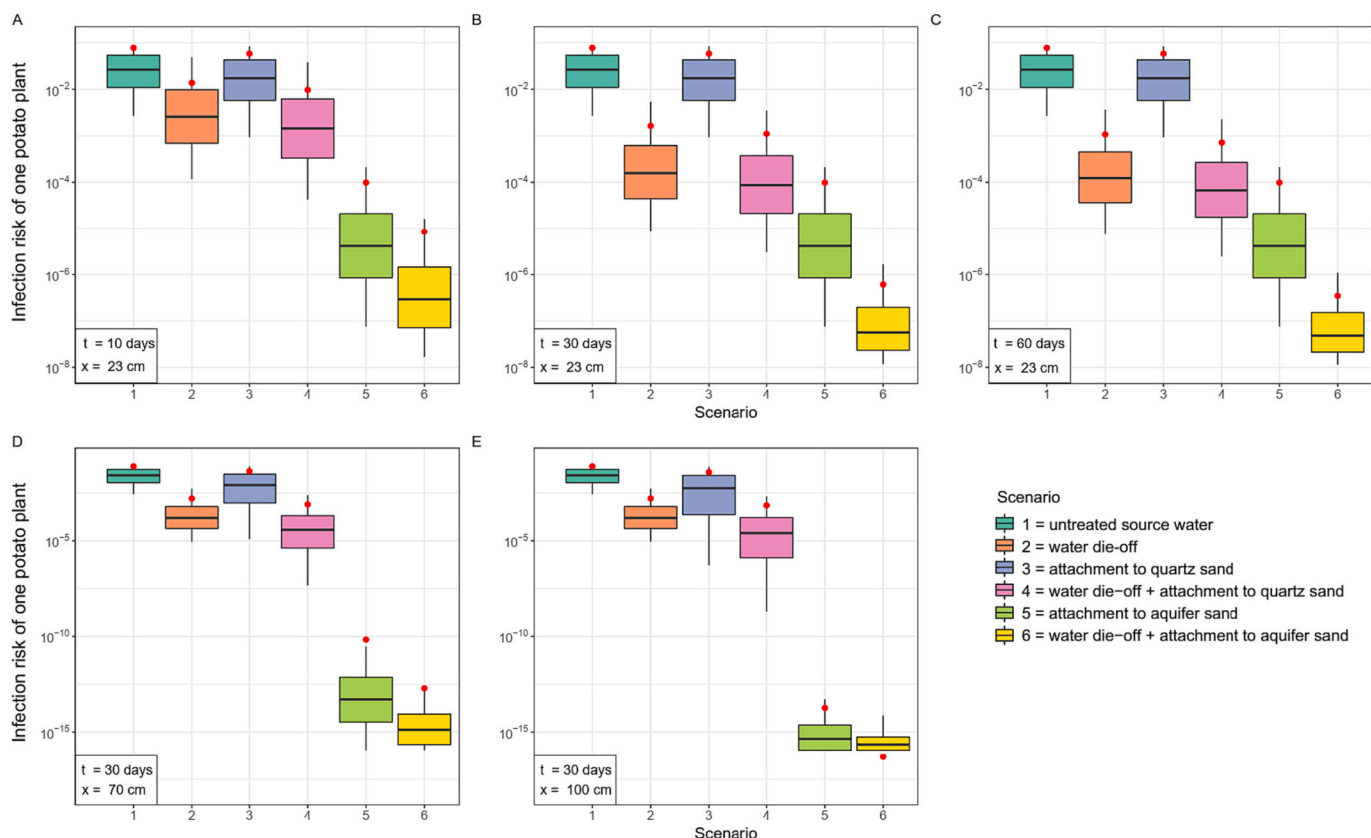 A
B
C
Infection risk of one potato plant
10⁻²
10⁻⁴
10⁻⁶
10⁻⁸
t = 10 days
x = 23 cm
1 2 3 4 5 6
10⁻²
10⁻⁴
10⁻⁶
10⁻⁸
t = 30 days
x = 23 cm
1 2 3 4 5 6
Scenario
10⁻²
10⁻⁴
10⁻⁶
10⁻⁸
t = 60 days
x = 23 cm
1 2 3 4 5 6
D
E
Infection risk of one potato plant
10⁻⁵
10⁻¹⁰
10⁻¹⁵
t = 30 days
x = 70 cm
1 2 3 4 5 6
10⁻⁵
10⁻¹⁰
10⁻¹⁵
t = 30 days
x = 100 cm
1 2 3 4 5 6
Scenario
Scenario
1 = untreated source water
2 = water die-off
3 = attachment to quartz sand
4 = water die−off + attachment to quartz sand
5 = attachment to aquifer sand
6 = water die−off + attachment to aquifer sand